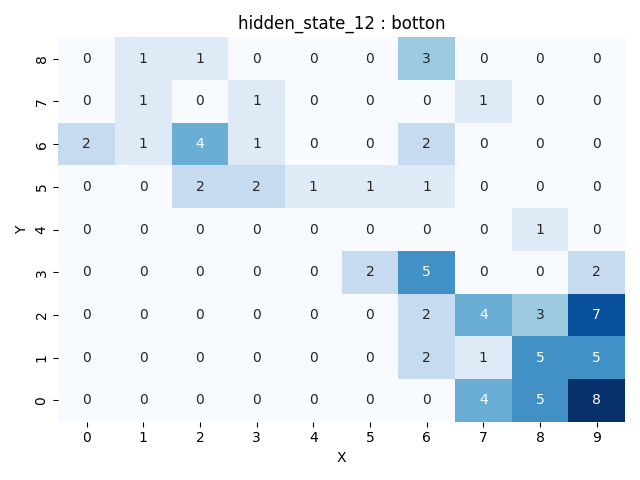 hidden_state_12 : botton
8 0 1 1 0 0 0 3 0 0 0
7 0 1 0 1 0 0 0 1 0 0
6 2 1 4 1 0 0 2 0 0 0
5 0 0 2 2 1 1 1 0 0 0
4 0 0 0 0 0 0 0 0 1 0
3 0 0 0 0 0 2 5 0 0 2
2 0 0 0 0 0 0 2 4 3 7
1 0 0 0 0 0 0 2 1 5 5
0 0 0 0 0 0 0 0 4 5 8
0 1 2 3 4 5 6 7 8 9
X
Y